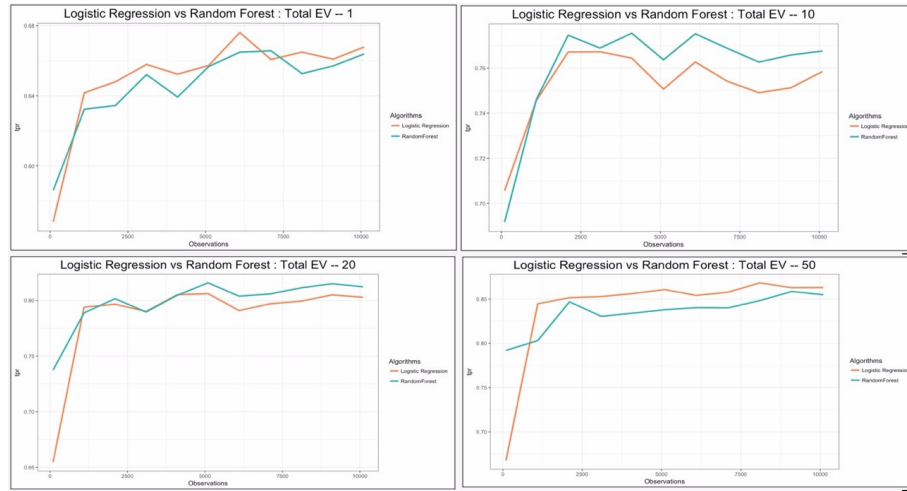 Logistic Regression vs Random Forest : Total EV -- 1
0.68
0.64
0.60
tpr
0
2500
5000
7500
10000
Observations
Algorithms
Logistic Regression
RandomForest
Logistic Regression vs Random Forest : Total EV -- 10
0.76
0.74
0.72
0.70
tpr
0
2500
5000
7500
10000
Observations
Algorithms
Logistic Regression
RandomForest
Logistic Regression vs Random Forest : Total EV -- 20
0.80
0.75
0.70
0.65
tpr
0
2500
5000
7500
10000
Observations
Algorithms
Logistic Regression
RandomForest
Logistic Regression vs Random Forest : Total EV -- 50
0.85
0.80
0.75
0.70
tpr
0
2500
5000
7500
10000
Observations
Algorithms
Logistic Regression
RandomForest